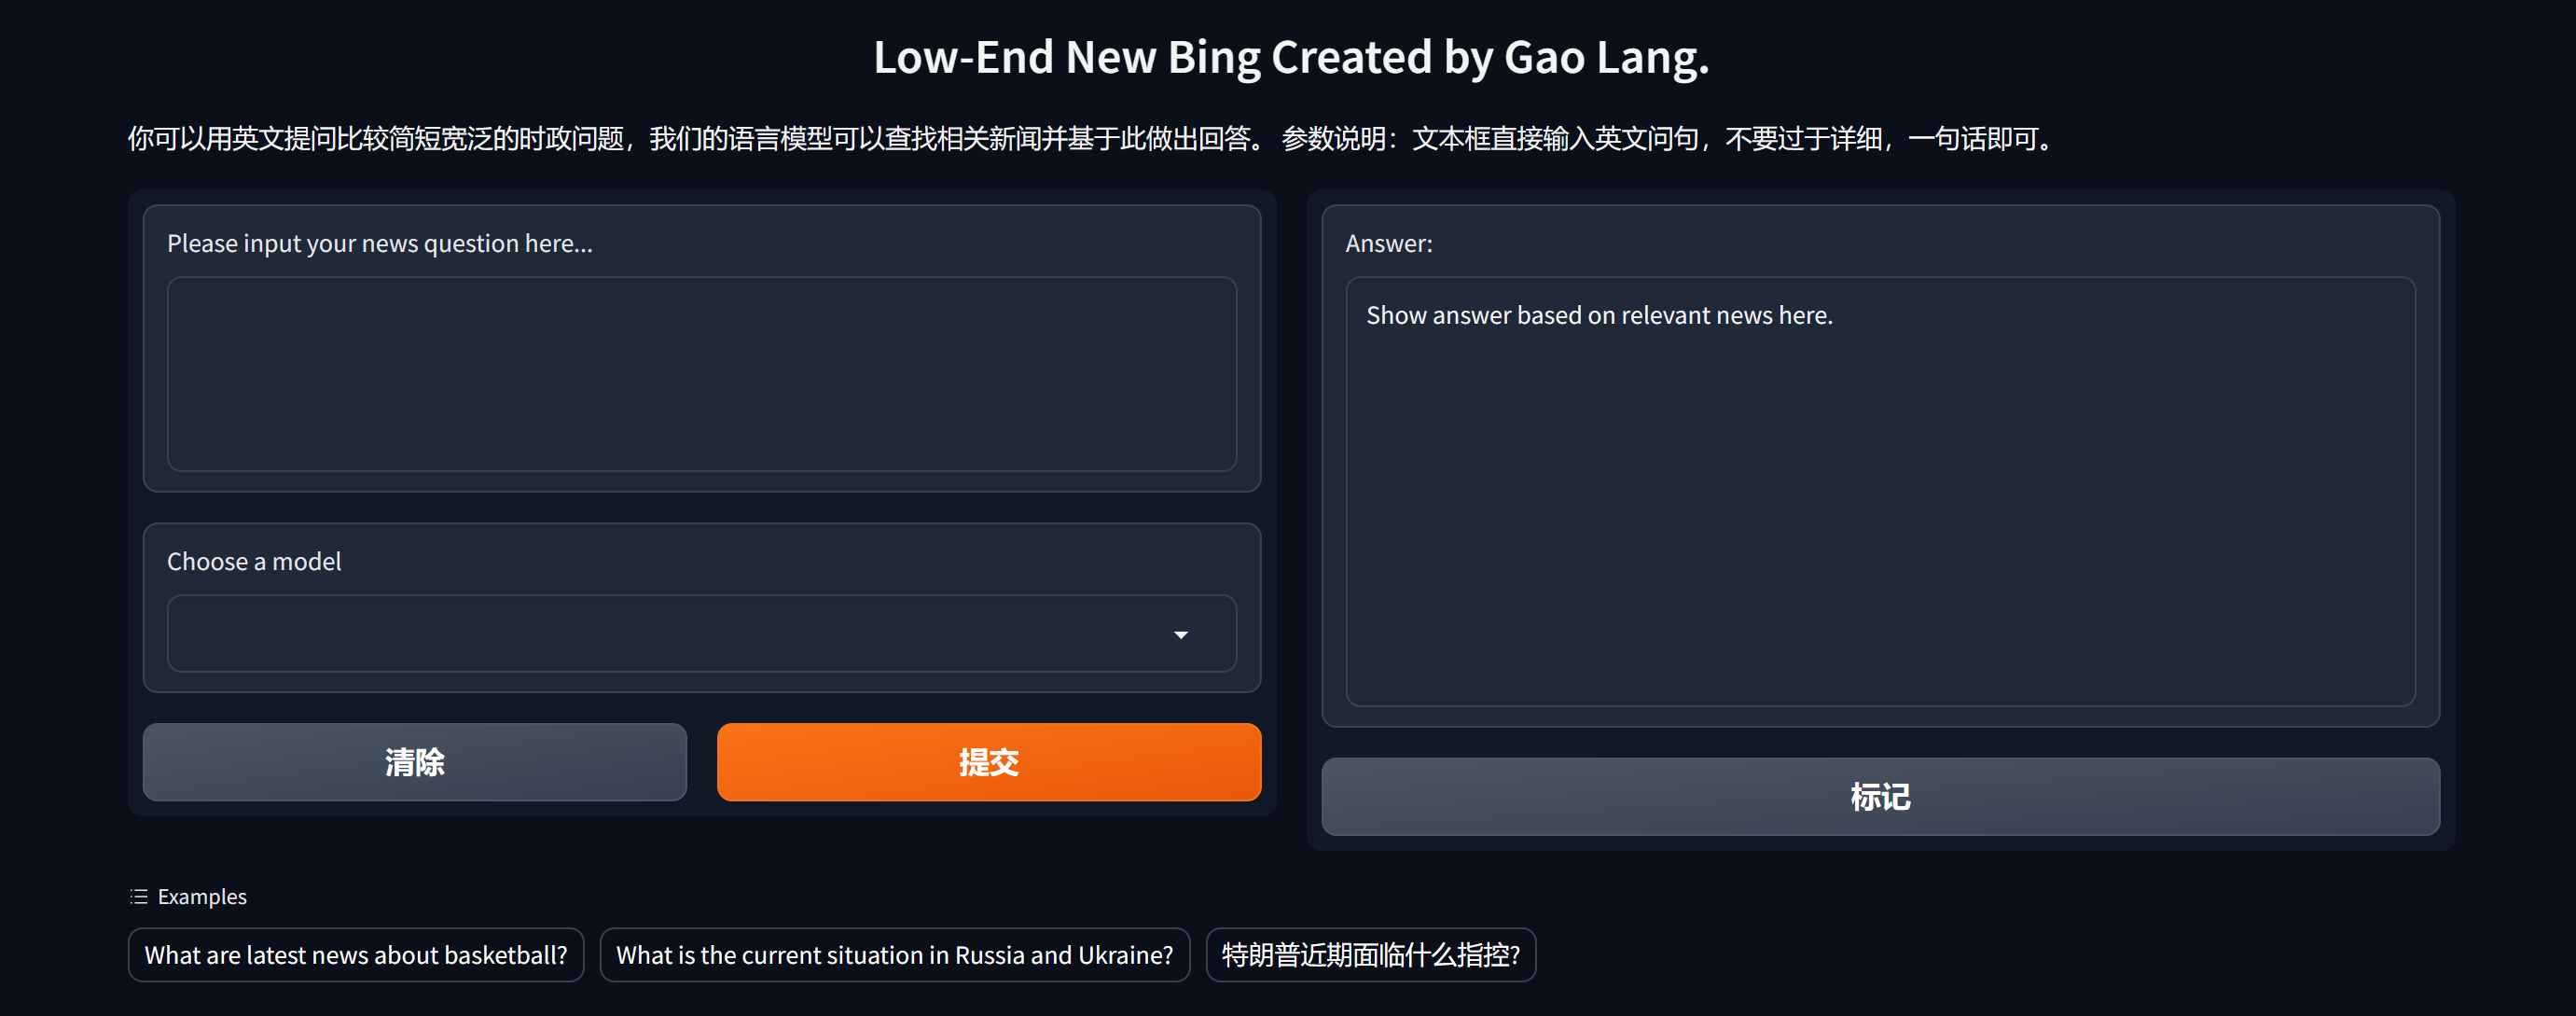 Low-End New Bing Created by Gao Lang.
你可以用英文提问比较简短宽泛的时政问题，我们的语言模型可以查找相关新闻并基于此做出回答。 参数说明：文本框直接输入英文问句，不要过于详细，一句话即可。
Please input your news question here...
Choose a model
清除
提交
Answer:
Show answer based on relevant news here.
标记
Examples
What are latest news about basketball?
What is the current situation in Russia and Ukraine?
特朗普近期面临什么指控?